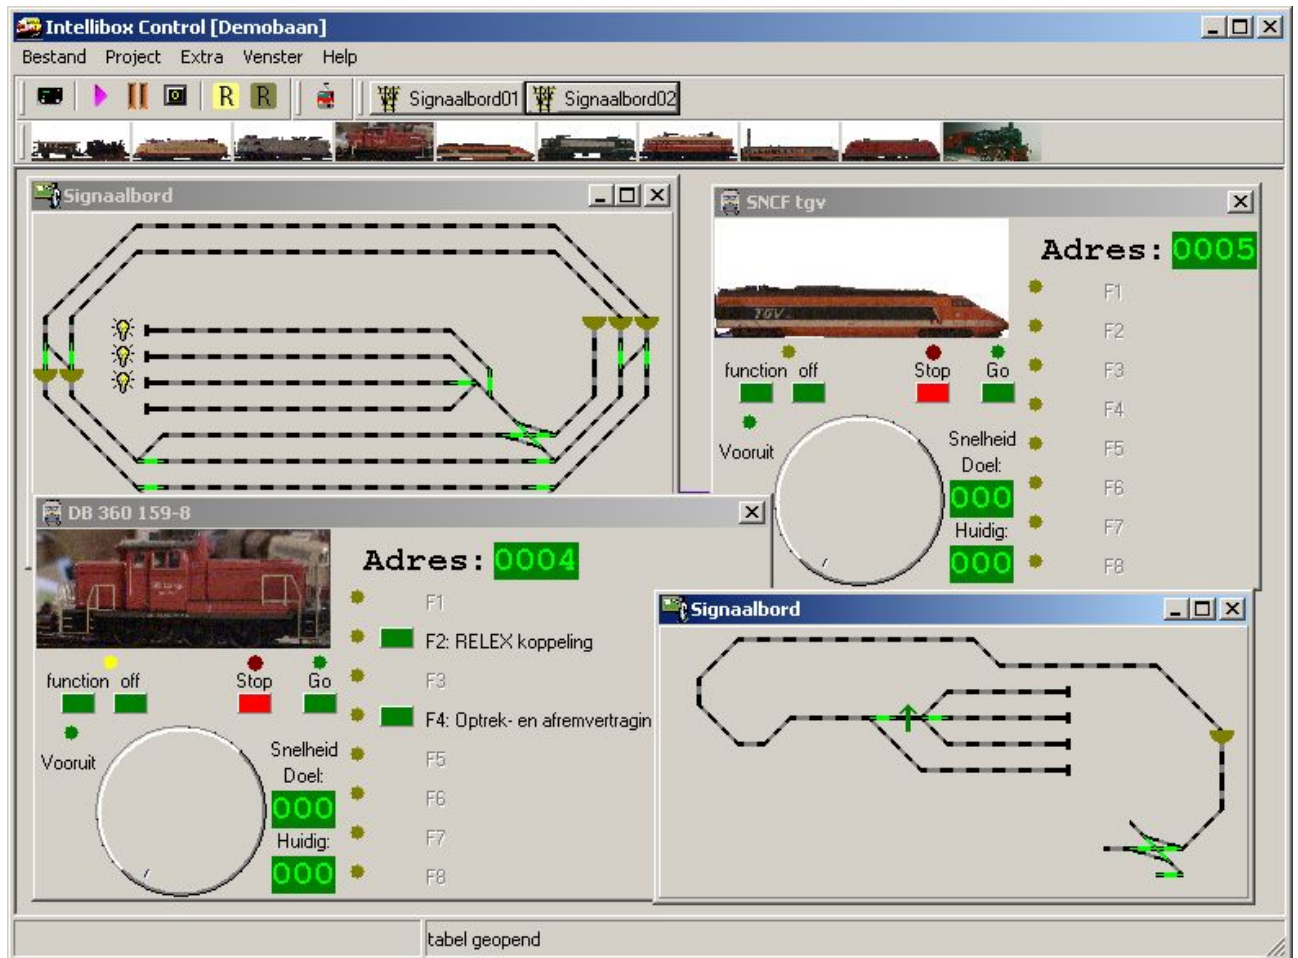 Intellibox Control [Demobaan]
Bestand Project Extra Venster Help
R R Signaalbord01 Signaalbord02
Signaalbord
SNCF tgv
Adres: 0005
TGV
F1
F2
F3
F4
F5
F6
F7
F8
function off Stop Go
Vooruit
Snelheid
Doel:
000
Huidig:
000
DB 360 159-8
Adres: 0004
F1
F2: RELEX koppeling
F3
F4: Optrek- en afremvertragin
F5
F6
F7
F8
function off Stop Go
Vooruit
Snelheid
Doel:
000
Huidig:
000
Signaalbord
tabel geopend